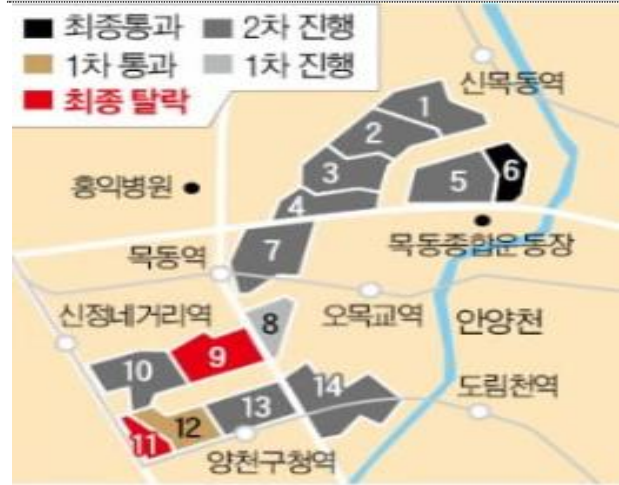 최종통과 2차 진행
1차 통과 1차 진행
최종 탈락
신목동역
1
2
3
5
6
홍익병원
4
목동종합운동장
7
목동역
신정네거리역
8
오목교역
안양천
9
10
14
도림천역
13
12
11
양천구청역